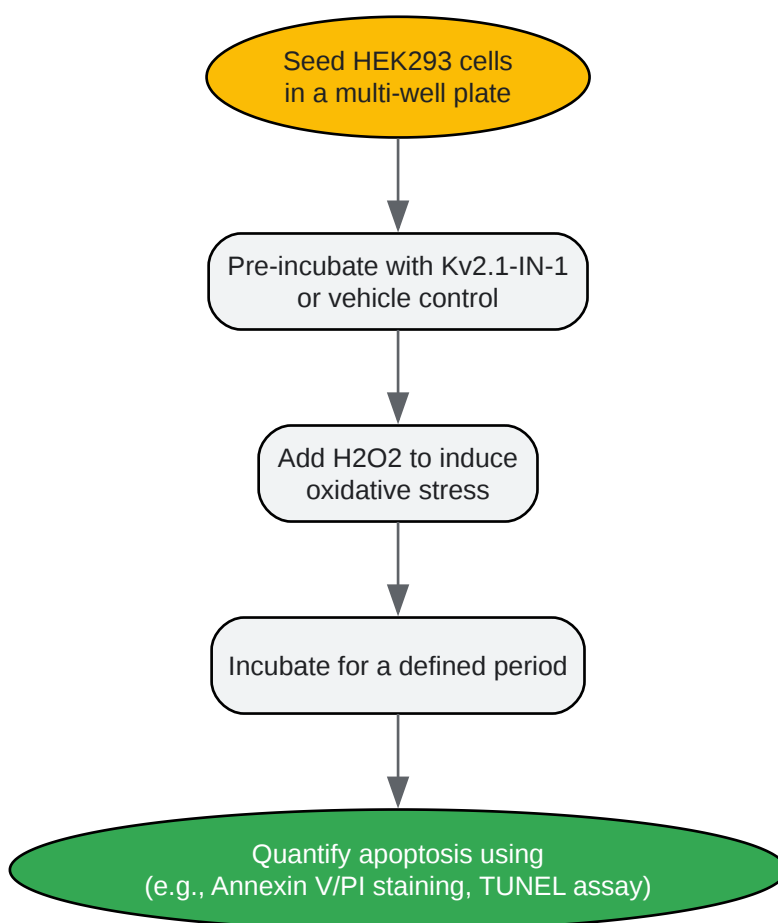 Seed HEK293 cells
in a multi-well plate
Pre-incubate with Kv2.1-IN-1
or vehicle control
Add H2O2 to induce
oxidative stress
Incubate for a defined period
Quantify apoptosis using
(e.g., Annexin V/PI staining, TUNEL assay)